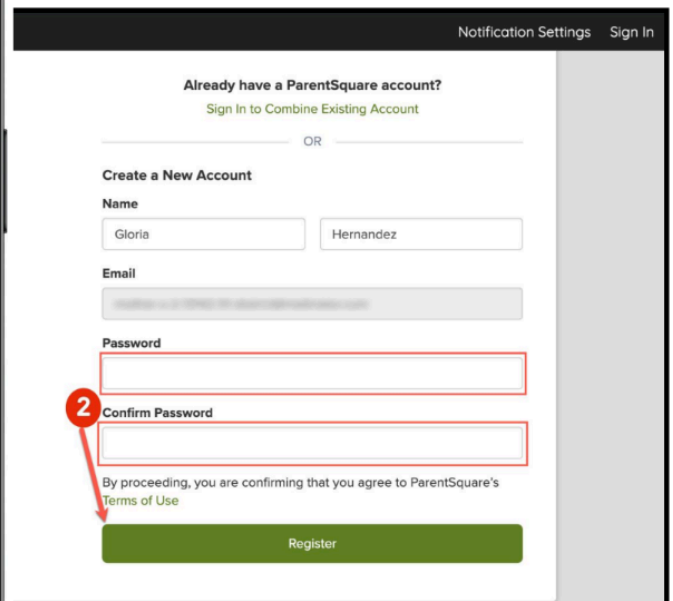 Notification Settings Sign In
Already have a ParentSquare account?
Sign In to Combine Existing Account
OR
Create a New Account
Name
Gloria Hernandez
Email
Password
2
Confirm Password
By proceeding, you are confirming that you agree to ParentSquare's
Terms of Use
Register